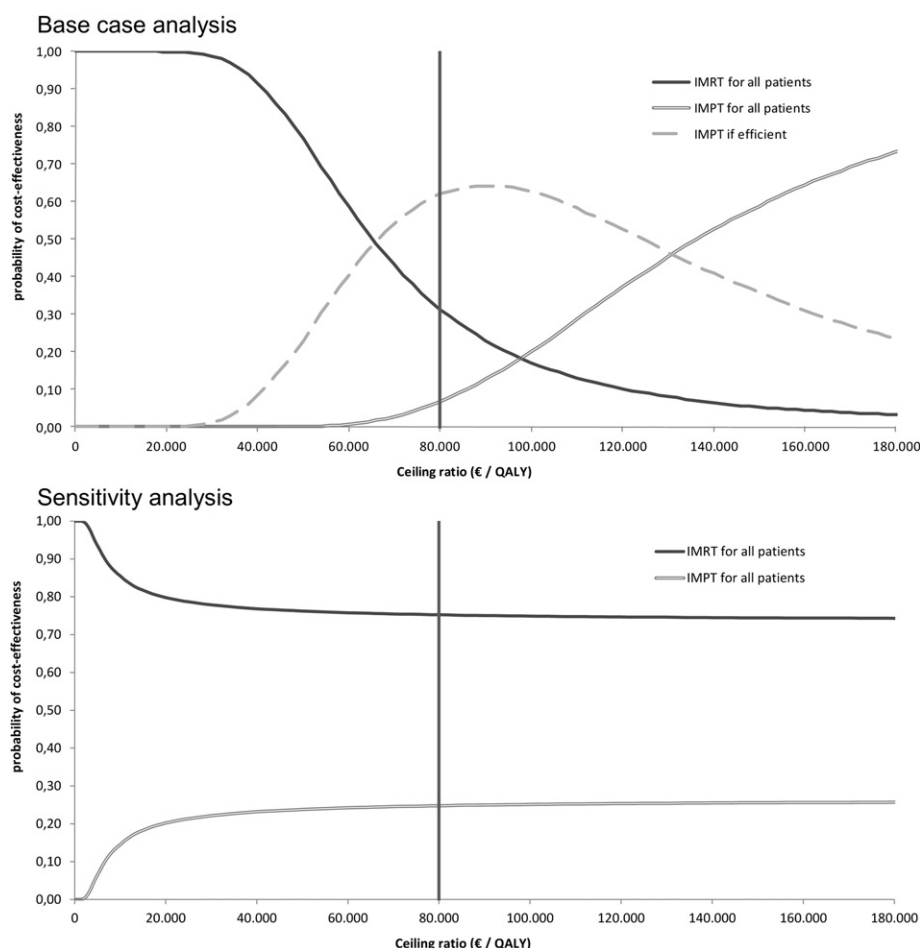 Base case analysis
1,00
0,90
0,80
0,70
0,60
0,50
0,40
0,30
0,20
0,10
0,00
probability of cost-effectiveness
IMRT for all patients
IMPT for all patients
IMPT if efficient
0 20.000 40.000 60.000 80.000 100.000 120.000 140.000 160.000 180.000
Ceiling ratio (€ / QALY)
Sensitivity analysis
1,00
0,90
0,80
0,70
0,60
0,50
0,40
0,30
0,20
0,10
0,00
probability of cost-effectiveness
IMRT for all patients
IMPT for all patients
0 20.000 40.000 60.000 80.000 100.000 120.000 140.000 160.000 180.000
Ceiling ratio (€ / QALY)